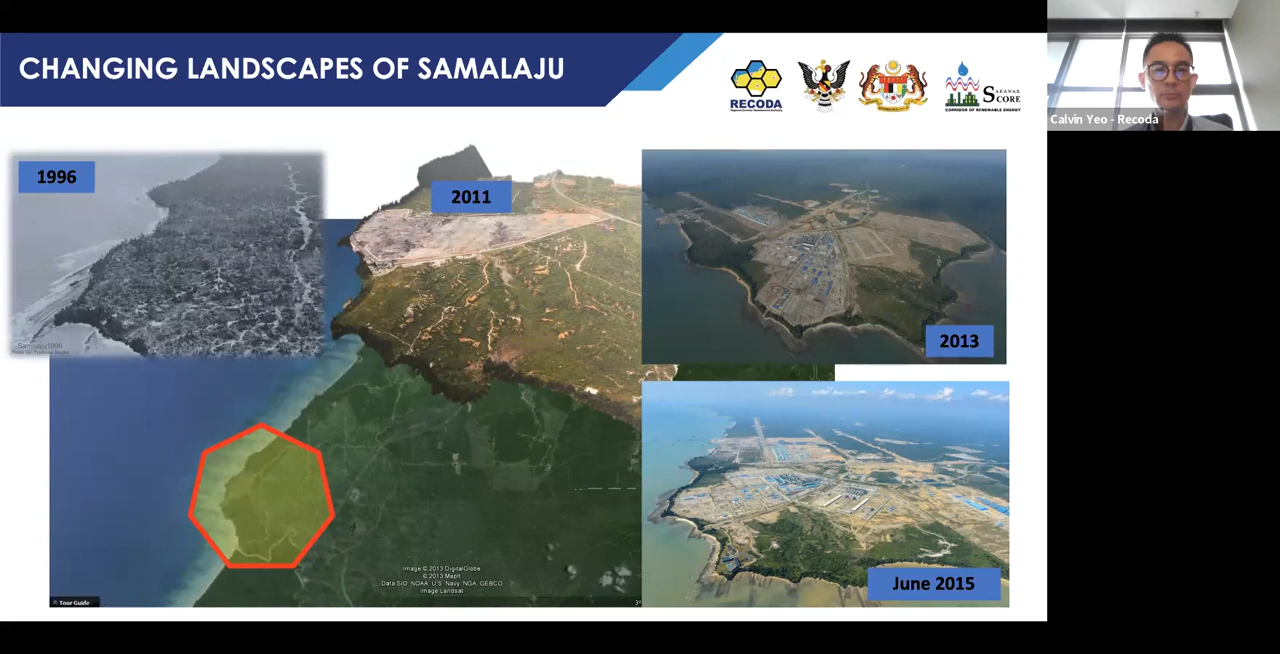 CHANGING LANDSCAPES OF SAMALAJU
RECODA
SARAWAK
SCORE
CORRIDOR OF RENEWABLE ENERGY
Calvin Yeo - Recoda
1996
2011
2013
Samalaju1996
Image © 2013 DigitalGlobe
© 2013 MapIt
Data SIO, NOAA, U.S. Navy, NGA, GEBCO
Image Landsat
June 2015
Tour Guide